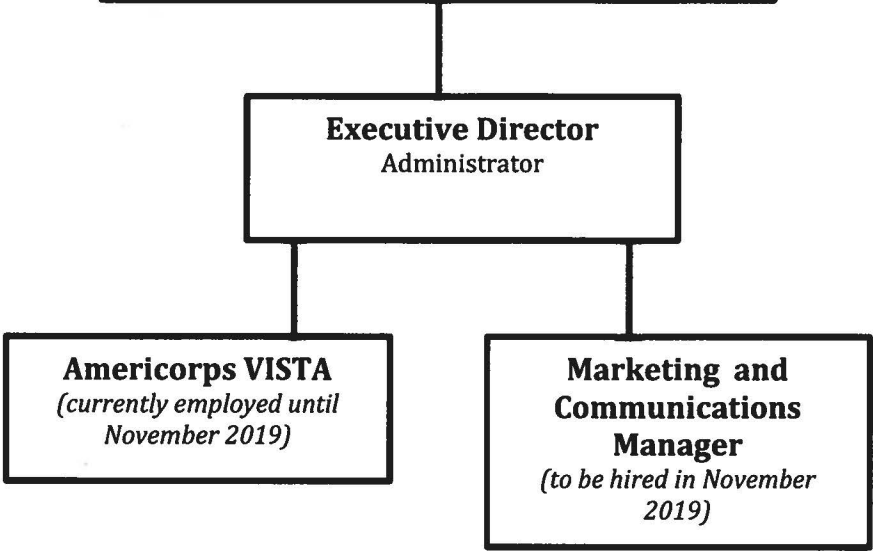 Executive Director
Administrator
Americorps VISTA
(currently employed until
November 2019)
Marketing and
Communications
Manager
(to be hired in November
2019)